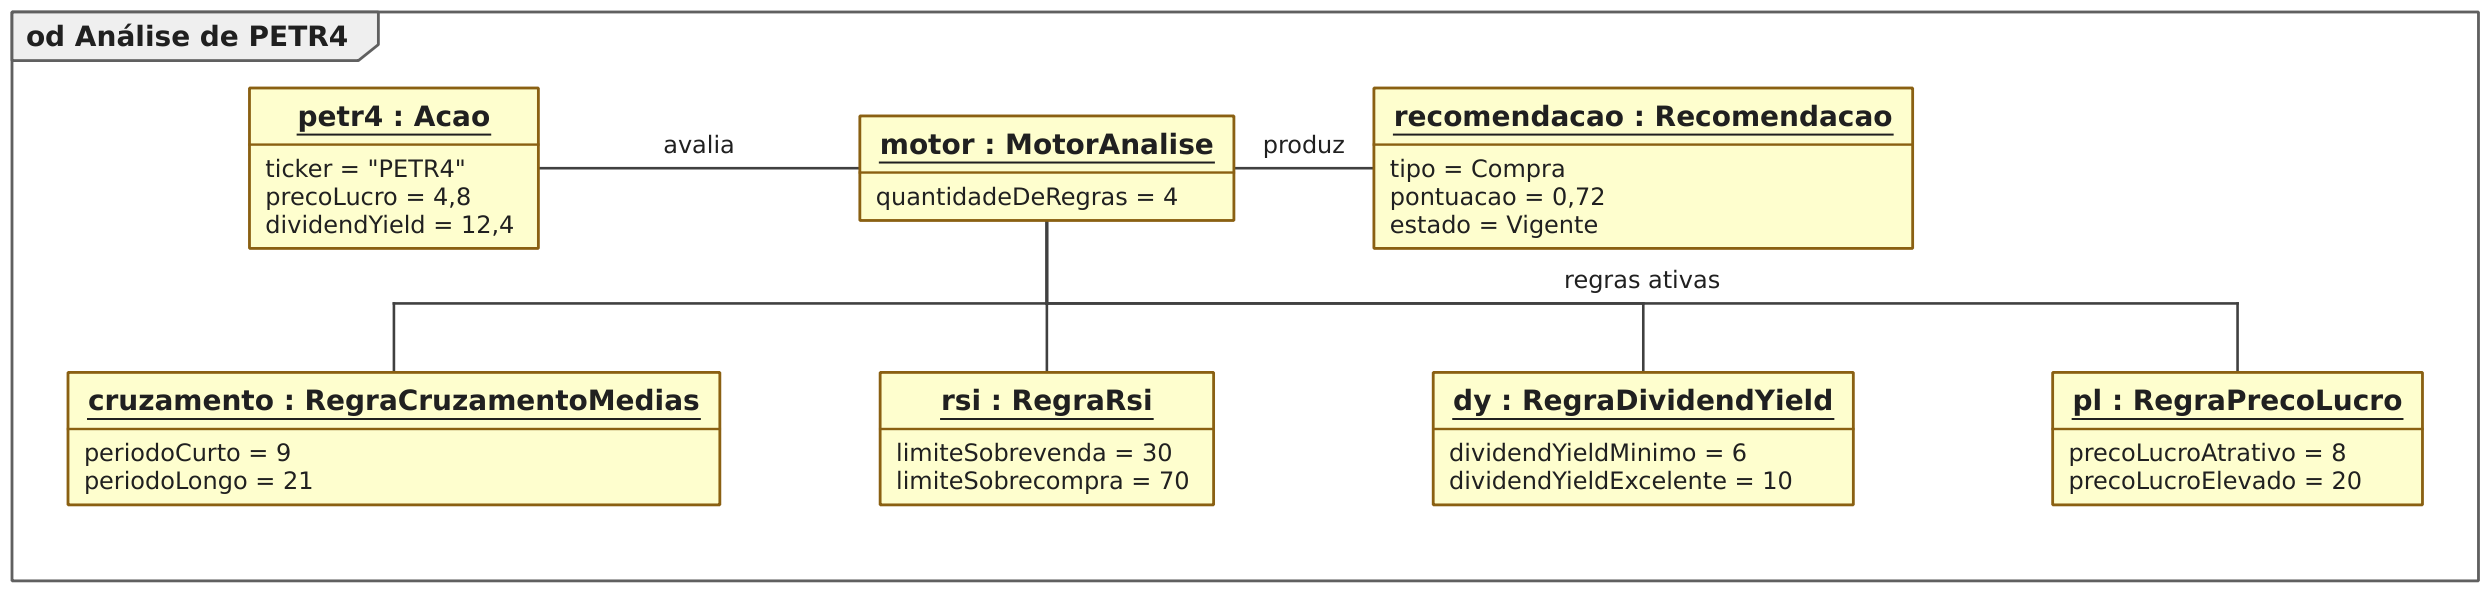 od Análise de PETR4
petr4 : Acao
ticker = "PETR4"
precoLucro = 4,8
dividendYield = 12,4
avalia
motor : MotorAnalise
quantidadeDeRegras = 4
produz
recomendacao : Recomendacao
tipo = Compra
pontuacao = 0,72
estado = Vigente
regras ativas
cruzamento : RegraCruzamentoMedias
periodoCurto = 9
periodoLongo = 21
rsi : RegraRsi
limiteSobrevenda = 30
limiteSobrecompra = 70
dy : RegraDividendYield
dividendYieldMinimo = 6
dividendYieldExcelente = 10
pl : RegraPrecoLucro
precoLucroAtrativo = 8
precoLucroElevado = 20